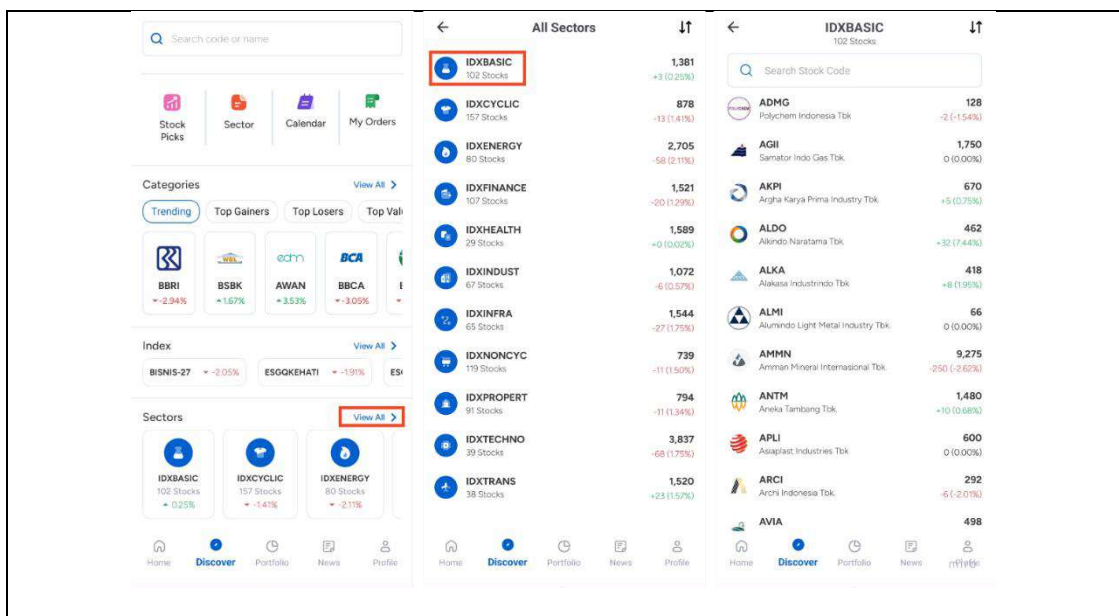 Search code or name
Stock Picks
Sector
Calendar
My Orders
Categories
View All
Trending
Top Gainers
Top Losers
Top Valu
BBRI
-2.94%
WSBL
BSBK
+1.67%
edm
AWAN
+3.53%
BCA
BBCA
-3.05%
Index
View All
BISNIS-27
-2.05%
ESGQKEHATI
-1.91%
Sectors
View All
IDXBASIC
102 Stocks
0.25%
IDXCYCLIC
157 Stocks
-1.41%
IDXENERGY
80 Stocks
-2.11%
Home
Discover
Portfolio
News
Profile
All Sectors
IDXBASIC 1,381
102 Stocks +3 (0.25%)
IDXCYCLIC 878
157 Stocks -13 (1.41%)
IDXENERGY 2,705
80 Stocks -58 (2.11%)
IDXFINANCE 1,521
107 Stocks -20 (1.29%)
IDXHEALTH 1,589
29 Stocks +0 (0.02%)
IDXINDUST 1,072
67 Stocks -6 (0.57%)
IDXINFRA 1,544
65 Stocks -27 (1.75%)
IDXNONCYC 739
119 Stocks -11 (1.50%)
IDXPROPERT 794
91 Stocks -11 (1.34%)
IDXTECHNO 3,837
39 Stocks -68 (1.75%)
IDXTRANS 1,520
38 Stocks +23 (1.57%)
Home
Discover
Portfolio
News
Profile
IDXBASIC
102 Stocks
Search Stock Code
ADMG 128
Polychem Indonesia Tbk -2 (-1.54%)
AGII 1,750
Samator Indo Gas Tbk. 0 (0.00%)
AKPI 670
Argha Karya Prima Industry Tbk. +5 (0.75%)
ALDO 462
Alkindo Naratama Tbk. +32 (7.44%)
ALKA 418
Alakasa Industrindo Tbk +8 (1.95%)
ALMI 66
Alumindo Light Metal Industry Tbk. 0 (0.00%)
AMMN 9,275
Amman Mineral Internasional Tbk. -250 (-2.62%)
ANTM 1,480
Aneka Tambang Tbk. +10 (0.68%)
APLI 600
Asiaplast Industries Tbk. 0 (0.00%)
ARCI 292
Archi Indonesia Tbk. -6 (-2.01%)
AVIA 498
Home
Discover
Portfolio
News
Profile
miro